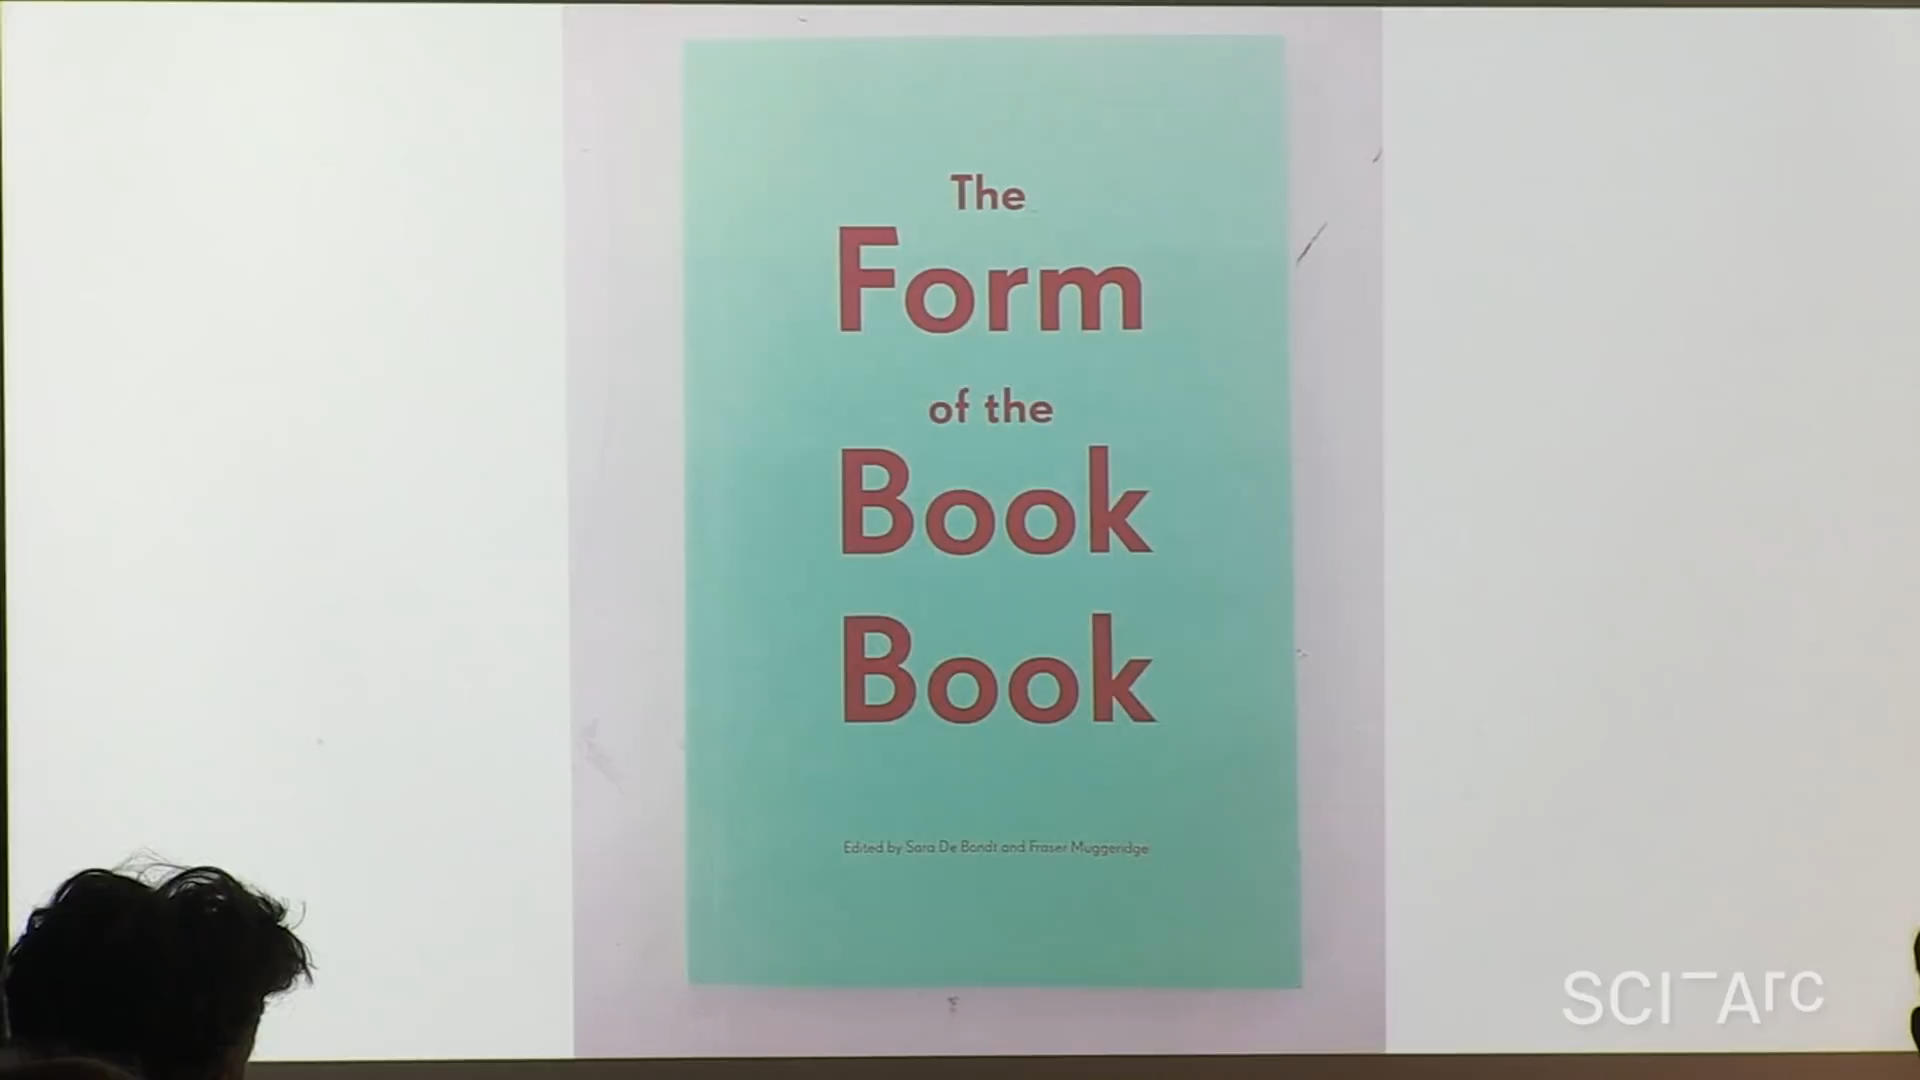 The
Form
of the
Book
Book
Edited by Sara De Bondt and Fraser Muggeridge
SCI-Arc